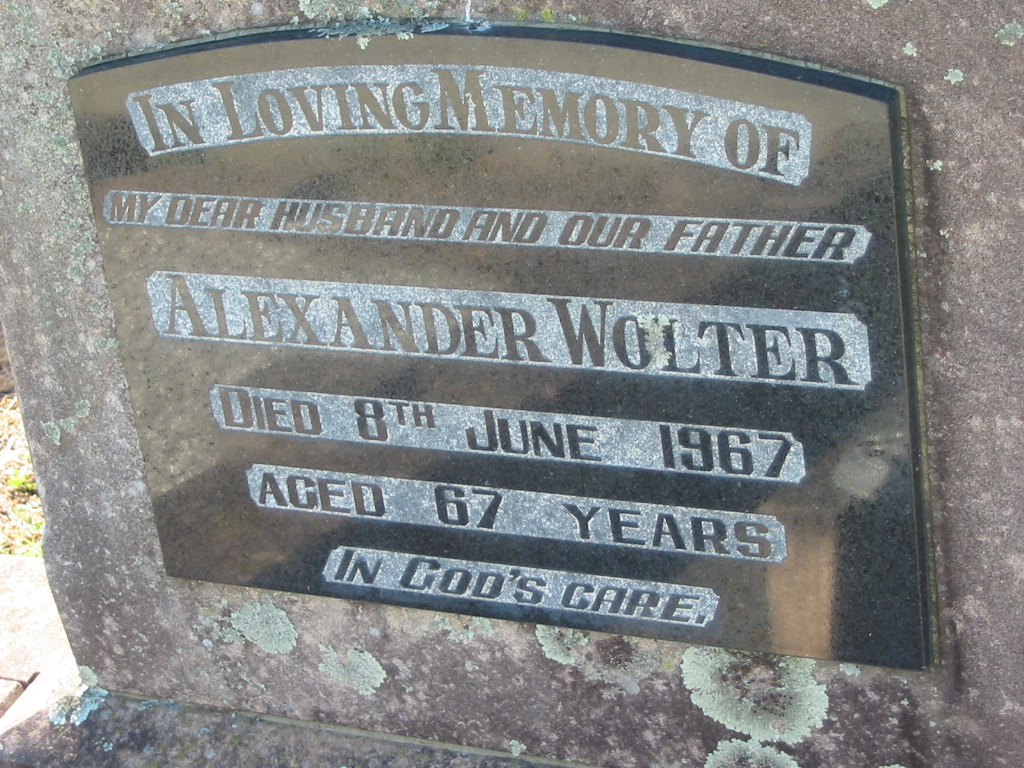 IN LOVING MEMORY OF
MY DEAR HUSBAND AND OUR FATHER
ALEXANDER WOLTER
DIED 8TH JUNE 1967
AGED 67 YEARS
IN GOD'S CARE,